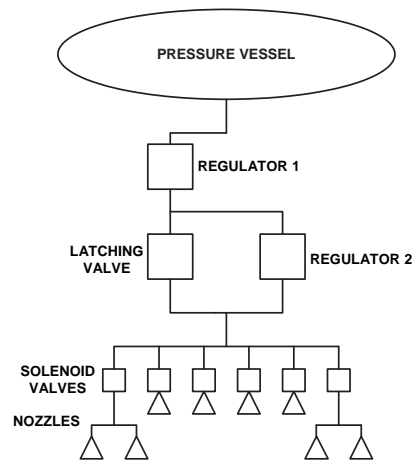 PRESSURE VESSEL
REGULATOR 1
LATCHING
VALVE
REGULATOR 2
SOLENOID
VALVES
NOZZLES